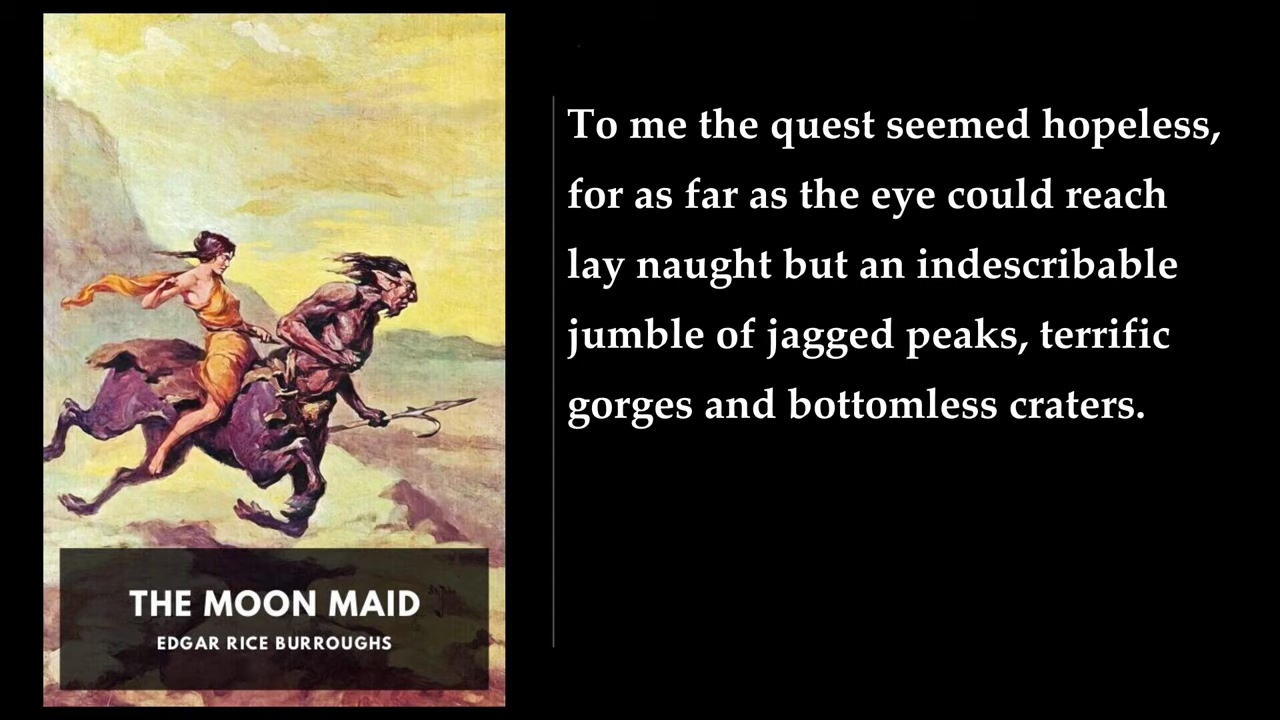 To me the quest seemed hopeless,
for as far as the eye could reach
lay naught but an indescribable
jumble of jagged peaks, terrific
gorges and bottomless craters.
THE MOON MAID
EDGAR RICE BURROUGHS